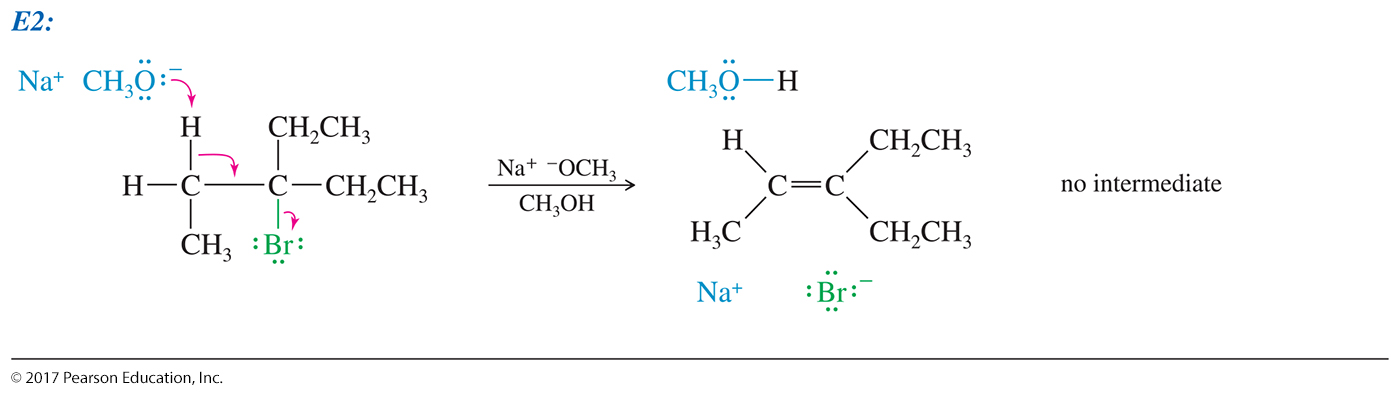 E2:
Na⁺ CH₃Ö:⁻
CH₃Ö—H
H CH₂CH₃
H CH₂CH₃
Na⁺ ⁻OCH₃
H—C—C—CH₂CH₃
C=C
no intermediate
CH₃OH
CH₃ :Br:
H₃C CH₂CH₃
Na⁺ :Br:⁻
© 2017 Pearson Education, Inc.